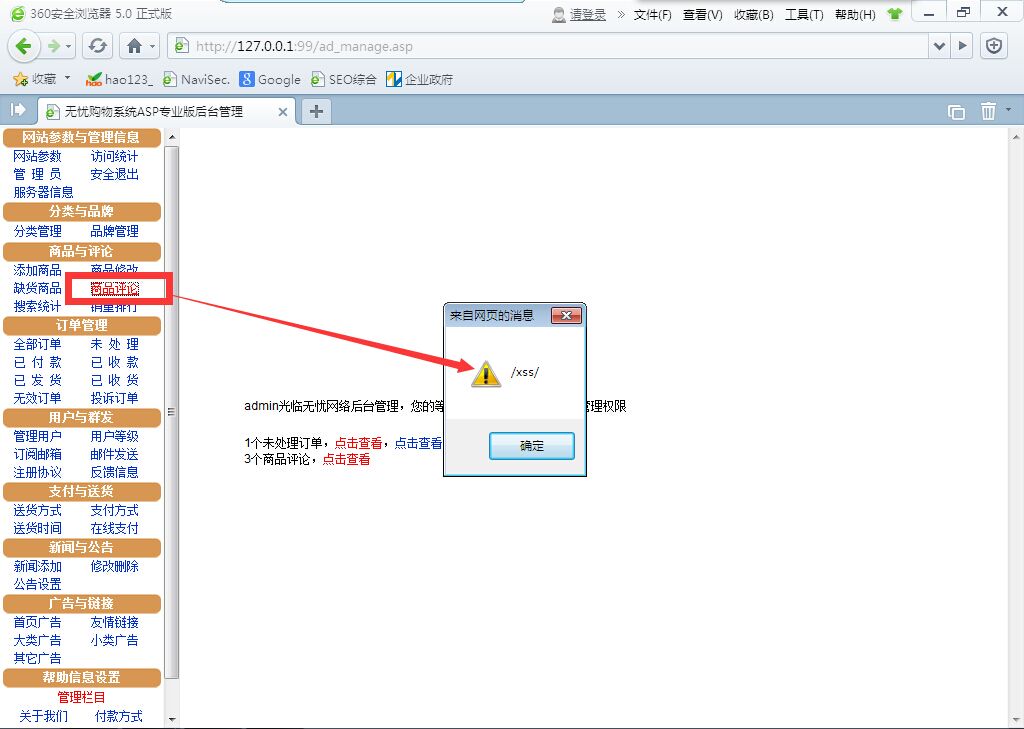 360安全浏览器 5.0 正式版
请登录 » 文件(F) 查看(V) 收藏(B) 工具(T) 帮助(H)
http://127.0.0.1:99/ad_manage.asp
收藏 hao123_ NaviSec. Google SEO综合 企业政府
无忧购物系统ASP专业版后台管理
网站参数与管理信息
网站参数 访问统计
管 理 员 安全退出
服务器信息
分类与品牌
分类管理 品牌管理
商品与评论
添加商品 商品修改
缺货商品 商品评论
搜索统计 销量排行
订单管理
全部订单 未 处 理
已 付 款 已 收 款
已 发 货 已 收 货
无效订单 投诉订单
用户与群发
管理用户 用户等级
订阅邮箱 邮件发送
注册协议 反馈信息
支付与送货
送货方式 支付方式
送货时间 在线支付
新闻与公告
新闻添加 修改删除
公告设置
广告与链接
首页广告 友情链接
大类广告 小类广告
其它广告
帮助信息设置
管理栏目
关于我们 付款方式
来自网页的消息
/xss/
确定
admin光临无忧网络后台管理，您的等 管理权限
1个未处理订单，点击查看，点击查看
3个商品评论，点击查看